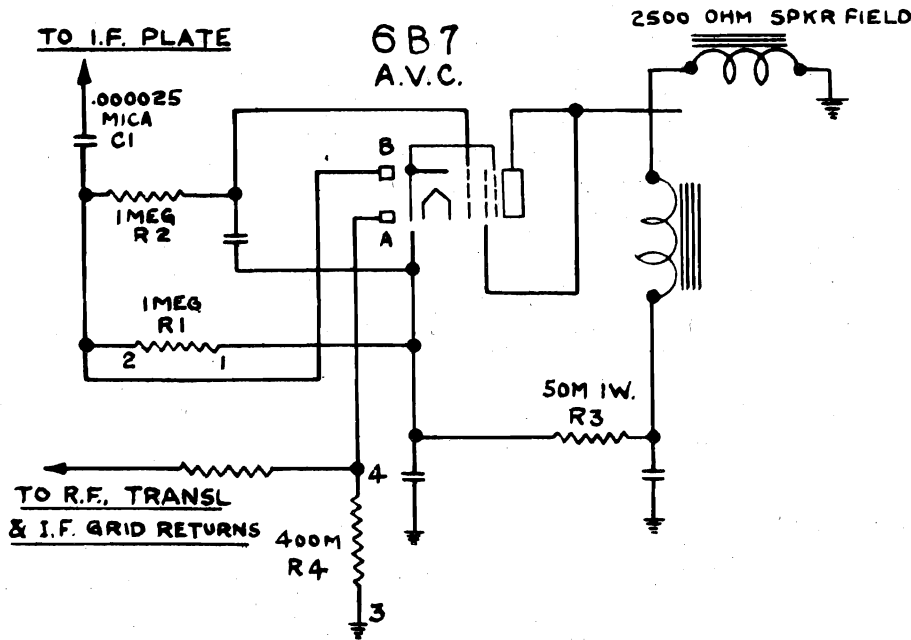 2500 OHM SPKR FIELD
TO I.F. PLATE
6B7
A.V.C.
.000025
MICA
C1
B
1MEG
R2
A
1MEG
R1
2
1
50M 1W.
R3
4
TO R.F., TRANSL
& I.F. GRID RETURNS
400M
R4
3